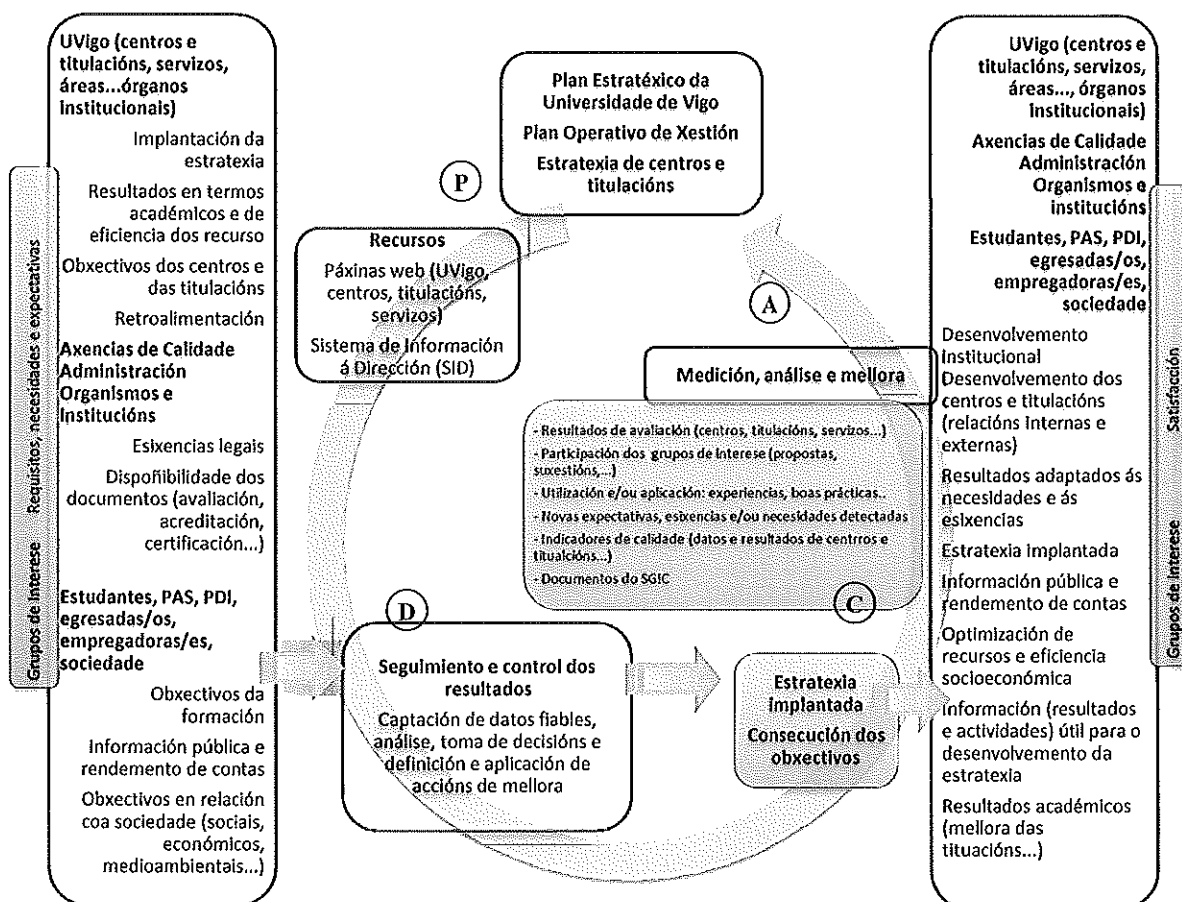 UVigo (centros e
titulacións, servizos,
áreas...órganos
institucionais)
Implantación da
estratexia
Resultados en termos
académicos e de
eficiencia dos recurso
Obxectivos dos centros e
das titulacións
Retroalimentación
Axencias de Calidade
Administración
Organismos e
Institucións
Esixencias legais
Dispoñibilidade dos
documentos (avaliación,
acreditación,
certificación...)
Estudantes, PAS, PDI,
egresadas/os,
empregadoras/es,
sociedade
Obxectivos da
formación
Información pública e
rendemento de contas
Obxectivos en relación
coa sociedade (sociais,
económicos,
medioambientais...)
Grupos de Interese Requisitos, necesidades e expectativas
Plan Estratéxico da
Universidade de Vigo
Plan Operativo de Xestión
Estratexia de centros e
titulacións
P
Recursos
Páxinas web (UVigo,
centros, titulacións,
servizos)
Sistema de Información
á Dirección (SID)
A
Medición, análise e mellora
- Resultados de avaliación (centros, titulacións, servizos...)
- Participación dos grupos de Interese (propostas,
suxestións,...)
- Utilización e/ou aplicación: experiencias, boas prácticas..
- Novas expectativas, esixencias e/ou necesidades detectadas
- Indicadores de calidade (datos e resultados de centrros e
titualcións...)
- Documentos do SGIC
C
D
Seguimiento e control dos
resultados
Captación de datos fiables,
análise, toma de decisións e
definición e aplicación de
accións de mellora
Estratexia
implantada
Consecución dos
obxectivos
UVigo (centros e
titulacións, servizos,
áreas..., órganos
institucionais)
Axencias de Calidade
Administración
Organismos e
institucións
Estudantes, PAS, PDI,
egresadas/os,
empregadoras/es,
sociedade
Desenvolvemento
Institucional
Desenvolvemento dos
centros e titulacións
(relacións Internas e
externas)
Resultados adaptados ás
necesidades e ás
esixencias
Estratexia Implantada
Información pública e
rendemento de contas
Optimización de
recursos e eficiencia
socioeconómica
Información (resultados
e actividades) útil para o
desenvolvemento da
estratexia
Resultados académicos
(mellora das
tituacións...)
Grupos de Interese Satisfacción